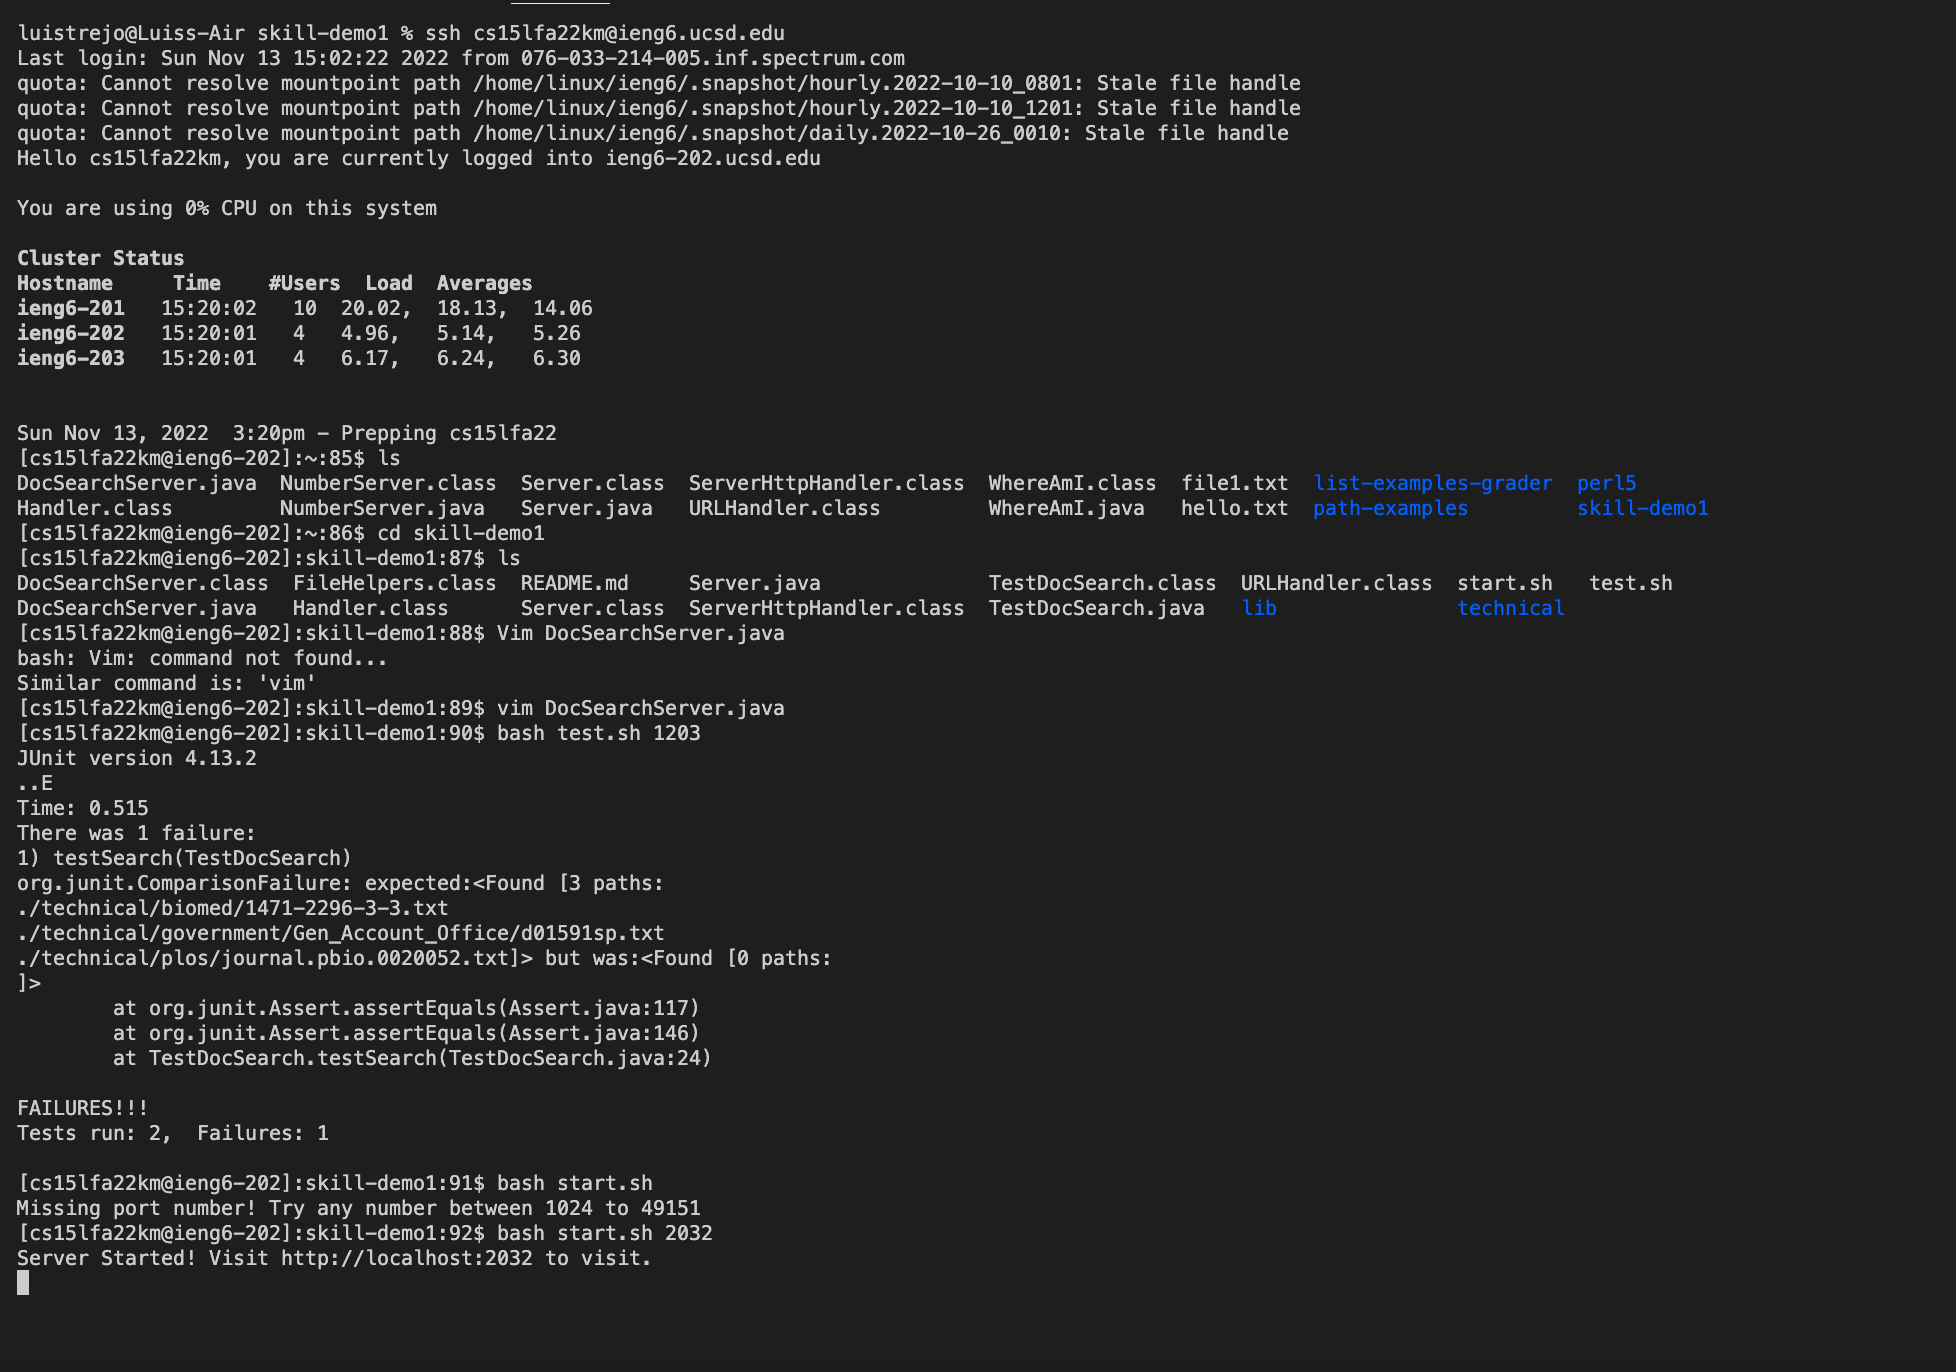 luistrejo@Luiss-Air skill-demo1 % ssh cs15lfa22km@ieng6.ucsd.edu
Last login: Sun Nov 13 15:02:22 2022 from 076-033-214-005.inf.spectrum.com
quota: Cannot resolve mountpoint path /home/linux/ieng6/.snapshot/hourly.2022-10-10_0801: Stale file handle
quota: Cannot resolve mountpoint path /home/linux/ieng6/.snapshot/hourly.2022-10-10_1201: Stale file handle
quota: Cannot resolve mountpoint path /home/linux/ieng6/.snapshot/daily.2022-10-26_0010: Stale file handle
Hello cs15lfa22km, you are currently logged into ieng6-202.ucsd.edu

You are using 0% CPU on this system

Cluster Status
Hostname     Time    #Users  Load  Averages
ieng6-201   15:20:02   10  20.02,  18.13,  14.06
ieng6-202   15:20:01   4   4.96,   5.14,   5.26
ieng6-203   15:20:01   4   6.17,   6.24,   6.30


Sun Nov 13, 2022  3:20pm - Prepping cs15lfa22
[cs15lfa22km@ieng6-202]:~:85$ ls
DocSearchServer.java  NumberServer.class  Server.class  ServerHttpHandler.class  WhereAmI.class  file1.txt  list-examples-grader  perl5
Handler.class         NumberServer.java   Server.java   URLHandler.class         WhereAmI.java   hello.txt  path-examples         skill-demo1
[cs15lfa22km@ieng6-202]:~:86$ cd skill-demo1
[cs15lfa22km@ieng6-202]:skill-demo1:87$ ls
DocSearchServer.class  FileHelpers.class  README.md     Server.java              TestDocSearch.class  URLHandler.class  start.sh   test.sh
DocSearchServer.java   Handler.class      Server.class  ServerHttpHandler.class  TestDocSearch.java   lib               technical
[cs15lfa22km@ieng6-202]:skill-demo1:88$ Vim DocSearchServer.java
bash: Vim: command not found...
Similar command is: 'vim'
[cs15lfa22km@ieng6-202]:skill-demo1:89$ vim DocSearchServer.java
[cs15lfa22km@ieng6-202]:skill-demo1:90$ bash test.sh 1203
JUnit version 4.13.2
..E
Time: 0.515
There was 1 failure:
1) testSearch(TestDocSearch)
org.junit.ComparisonFailure: expected:<Found [3 paths:
./technical/biomed/1471-2296-3-3.txt
./technical/government/Gen_Account_Office/d01591sp.txt
./technical/plos/journal.pbio.0020052.txt]> but was:<Found [0 paths:
]>
        at org.junit.Assert.assertEquals(Assert.java:117)
        at org.junit.Assert.assertEquals(Assert.java:146)
        at TestDocSearch.testSearch(TestDocSearch.java:24)

FAILURES!!!
Tests run: 2,  Failures: 1

[cs15lfa22km@ieng6-202]:skill-demo1:91$ bash start.sh
Missing port number! Try any number between 1024 to 49151
[cs15lfa22km@ieng6-202]:skill-demo1:92$ bash start.sh 2032
Server Started! Visit http://localhost:2032 to visit.